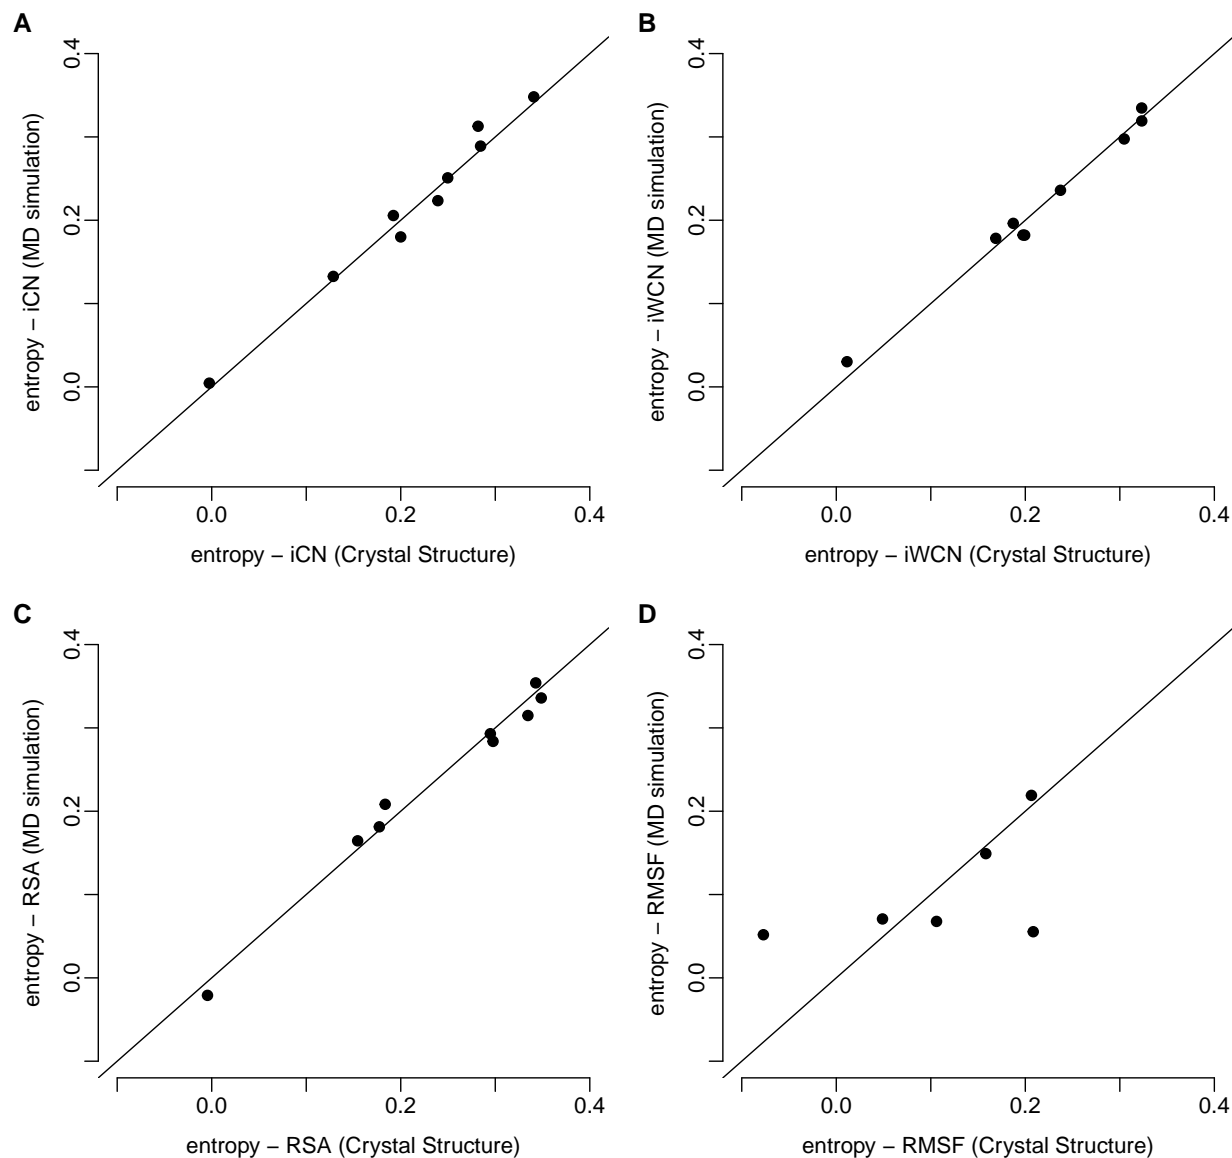 A
entropy – iCN (MD simulation)
0.4
0.2
0.0
0.0 0.2 0.4
entropy – iCN (Crystal Structure)
B
entropy – iWCN (MD simulation)
0.4
0.2
0.0
0.0 0.2 0.4
entropy – iWCN (Crystal Structure)
C
entropy – RSA (MD simulation)
0.4
0.2
0.0
0.0 0.2 0.4
entropy – RSA (Crystal Structure)
D
entropy – RMSF (MD simulation)
0.4
0.2
0.0
0.0 0.2 0.4
entropy – RMSF (Crystal Structure)